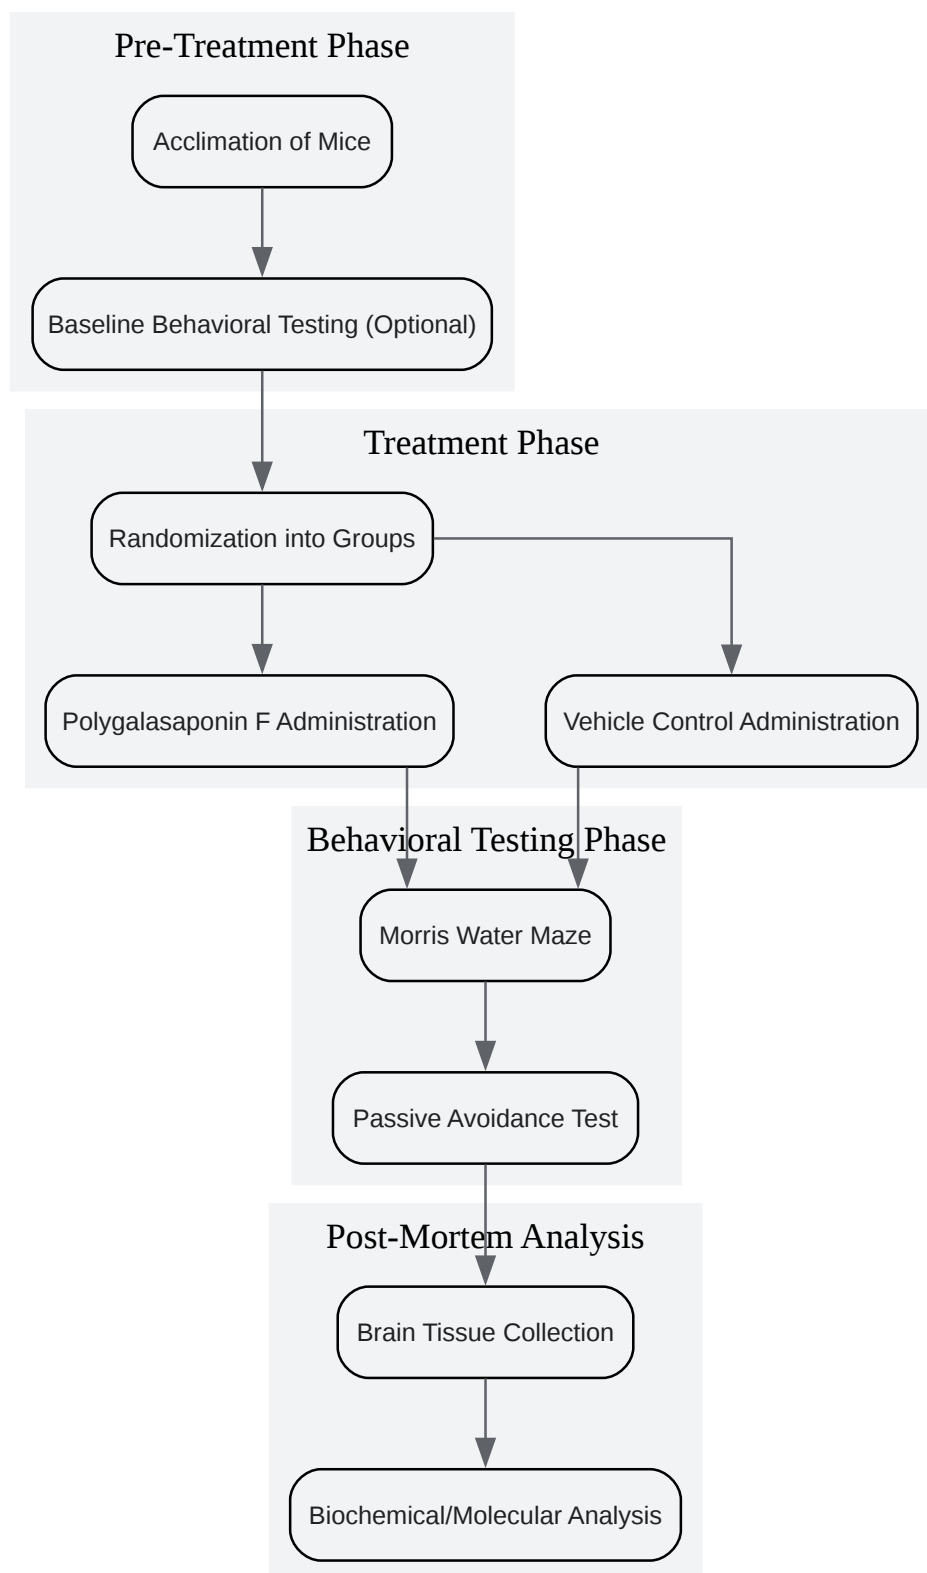 Pre-Treatment Phase
Acclimation of Mice
Baseline Behavioral Testing (Optional)
Treatment Phase
Randomization into Groups
Polygalasaponin F Administration
Vehicle Control Administration
Behavioral Testing Phase
Morris Water Maze
Passive Avoidance Test
Post-Mortem Analysis
Brain Tissue Collection
Biochemical/Molecular Analysis